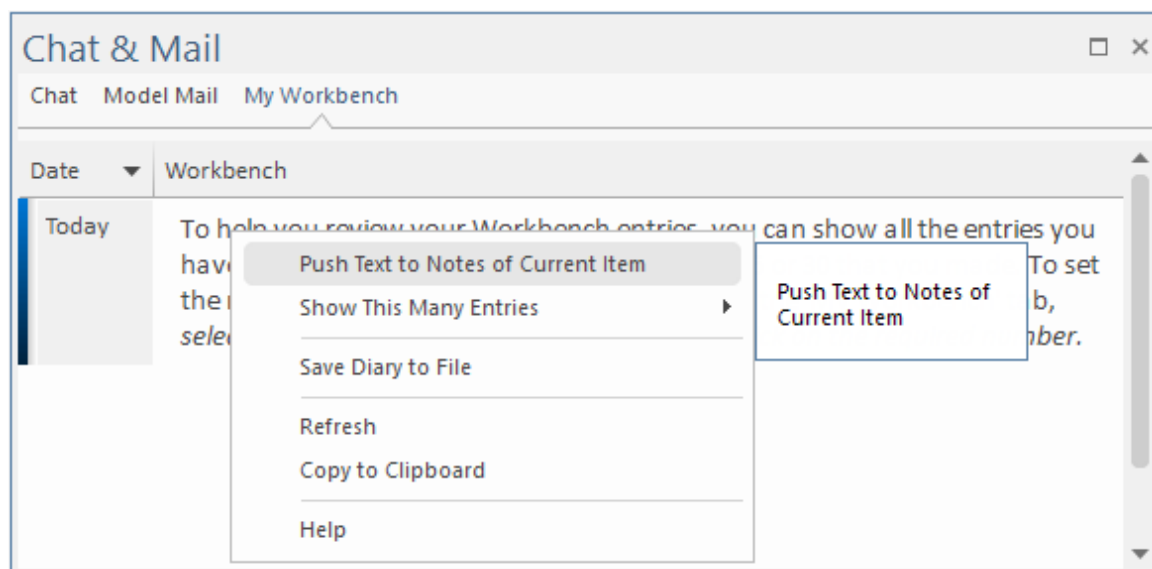 Chat & Mail
Chat Model Mail My Workbench
Date Workbench
Today To help you review your Workbench entries, you can show all the entries you
have To set
the b,
number.
Push Text to Notes of Current Item
Show This Many Entries
Save Diary to File
Refresh
Copy to Clipboard
Help
Push Text to Notes of
Current Item